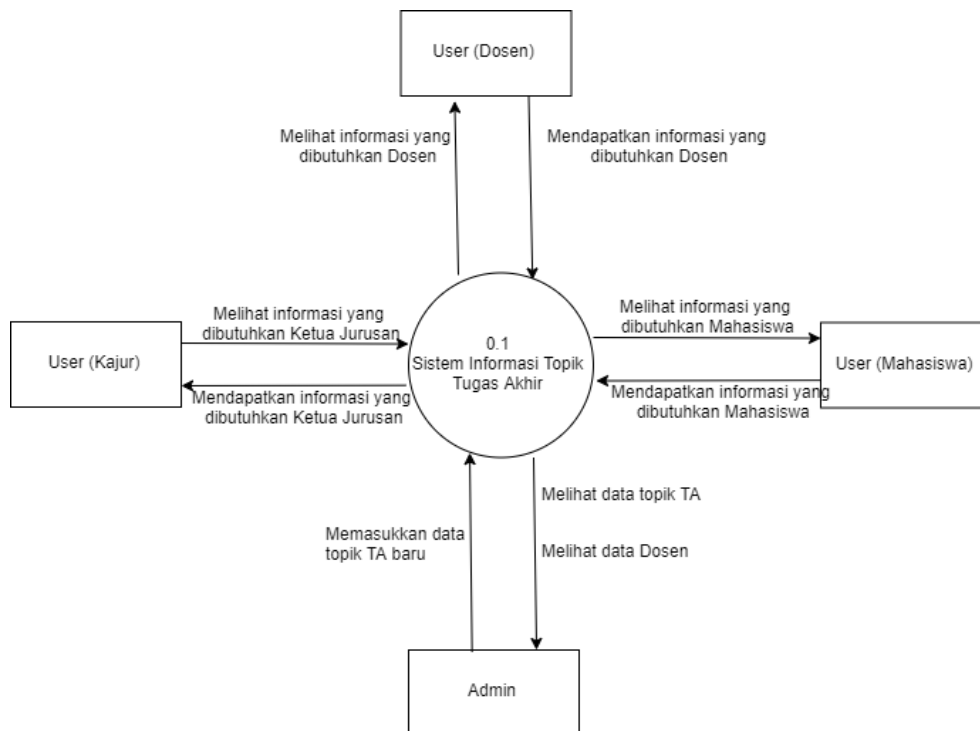 User (Dosen)
Melihat informasi yang
dibutuhkan Dosen
Mendapatkan informasi yang
dibutuhkan Dosen
Melihat informasi yang
dibutuhkan Ketua Jurusan
User (Kajur)
Mendapatkan informasi yang
dibutuhkan Ketua Jurusan
0.1
Sistem Informasi Topik
Tugas Akhir
Melihat informasi yang
dibutuhkan Mahasiswa
User (Mahasiswa)
Mendapatkan informasi yang
dibutuhkan Mahasiswa
Memasukkan data
topik TA baru
Melihat data topik TA
Melihat data Dosen
Admin